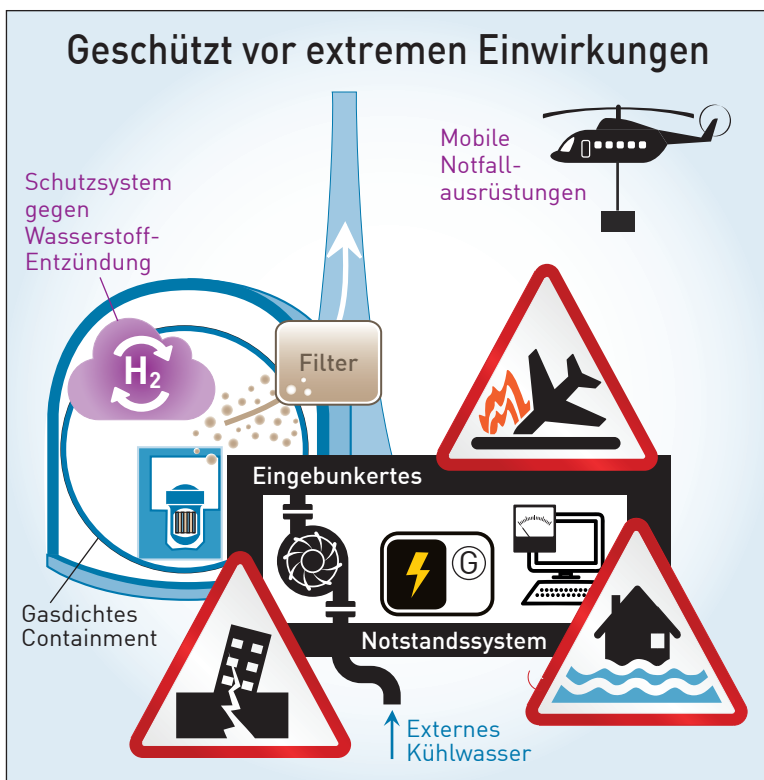 Geschützt vor extremen Einwirkungen
Mobile
Notfall-
ausrüstungen
Schutzsystem
gegen
Wasserstoff-
Entzündung
H₂
Filter
Eingebunkertes
G
Gasdichtes
Containment
Notstandssystem
Externes
Kühlwasser